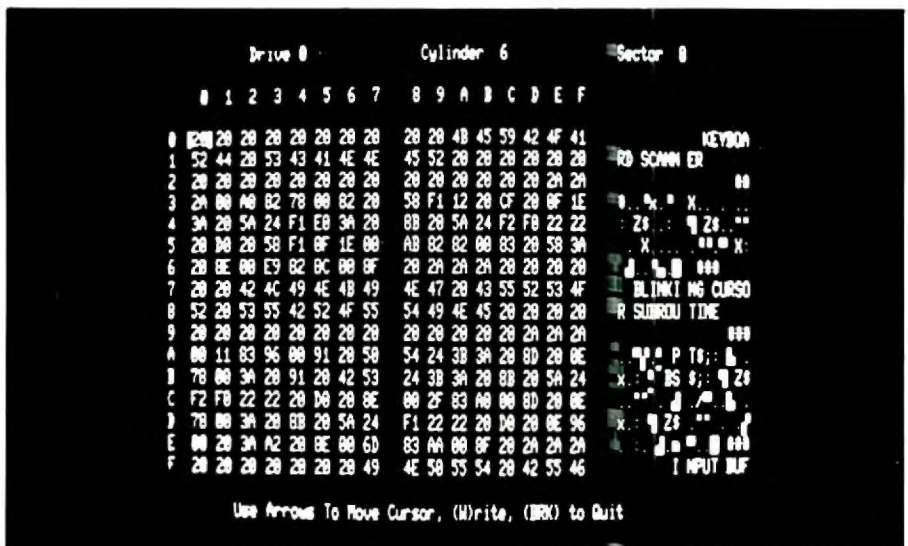 Drive 0 Cylinder 6 Sector 0
0 1 2 3 4 5 6 7 8 9 A B C D E F
0 20 20 20 20 20 20 20 20 20 20 4B 45 59 42 4F 41 KEYBOA
1 52 44 20 53 43 41 4E 4E 45 52 20 20 20 20 20 20 RD SCANN ER
2 20 20 20 20 20 20 20 20 20 20 20 20 20 20 2A 2A **
3 2A 00 A0 82 78 00 82 20 58 F1 12 20 CF 20 0F 1E *..x. X.....
4 3A 20 5A 24 F1 E8 3A 20 8B 20 5A 24 F2 F8 22 22 : Z$..: Z$..""
5 20 D0 20 58 F1 0F 1E 00 AB 82 82 00 83 20 58 3A . X.... . X:
6 20 8E 00 E9 82 8C 00 8F 20 2A 2A 2A 20 20 20 20 . . ***
7 20 20 42 4C 49 4E 4B 49 4E 47 20 43 55 52 53 4F BLINKI NG CURSO
8 52 20 53 55 42 52 4F 55 54 49 4E 45 20 20 20 20 R SUBROU TINE
9 20 20 20 20 20 20 20 20 20 20 20 20 20 2A 2A 2A ***
A 00 11 83 96 00 91 20 50 54 24 3B 3A 20 8D 20 0E .. . P T$;: .
B 78 00 3A 20 91 20 42 53 24 3B 3A 20 8B 20 5A 24 x.: BS $;: Z$
C F2 F8 22 22 20 D0 20 8E 00 2F 83 A0 00 8D 20 0E .."" . ./ . .
D 78 00 3A 20 8B 20 5A 24 F1 22 22 20 D0 20 0E 96 x.: Z$ ."" . .
E 00 20 3A A2 20 8E 00 6D 83 AA 00 8F 20 2A 2A 2A . : . . ***
F 20 20 20 20 20 20 20 49 4E 50 55 54 20 42 55 46 I NPUT BUF
Use Arrows To Move Cursor, (W)rite, (BRK) to Quit